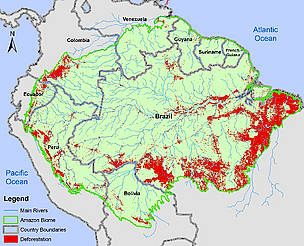 Venezuela
Atlantic
Ocean
Colombia
Guyana
Suriname
French
Guiana
N
Ecuador
Brazil
Peru
Pacific
Ocean
Bolivia
Legend
Main Rivers
Amazon Biome
Country Boundaries
Deforestation